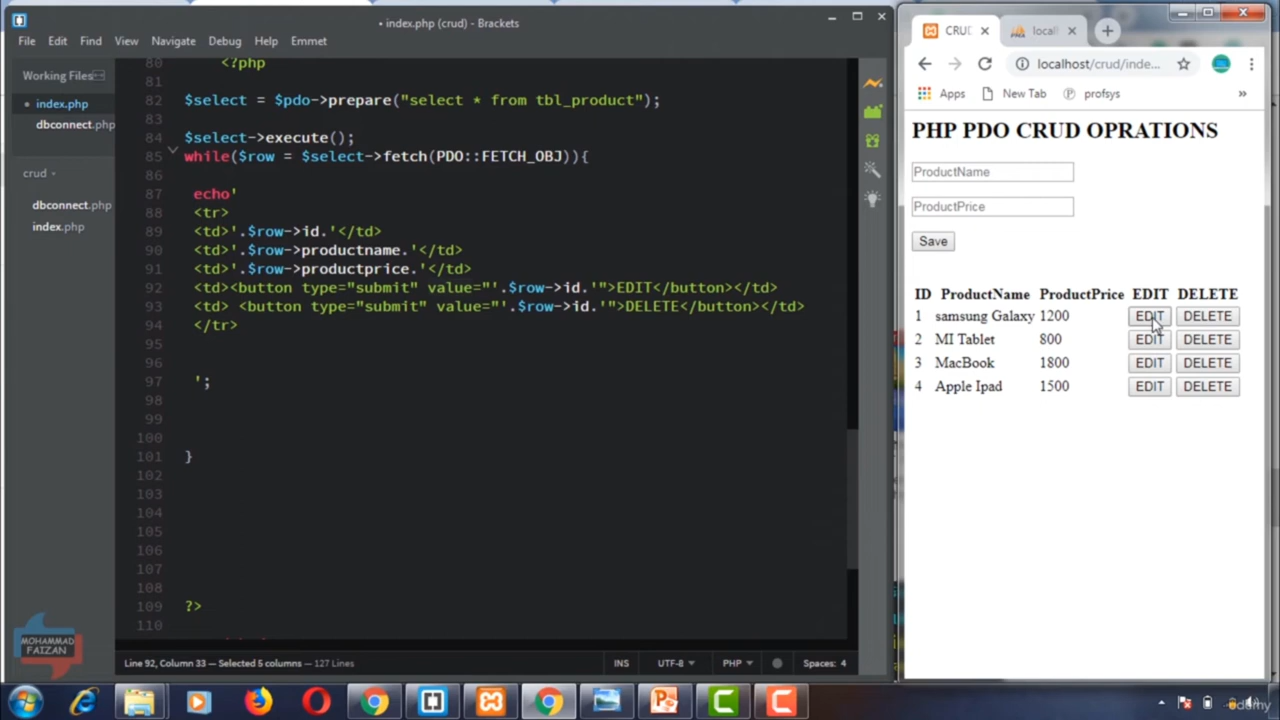 index.php (crud) - Brackets
File Edit Find View Navigate Debug Help Emmet
Working Files
index.php
dbconnect.php
crud
dbconnect.php
index.php
80 <?php
81
82 $select = $pdo->prepare("select * from tbl_product");
83
84 $select->execute();
85 while($row = $select->fetch(PDO::FETCH_OBJ)){
86
87 echo'
88 <tr>
89 <td>'.$row->id.'</td>
90 <td>'.$row->productname.'</td>
91 <td>'.$row->productprice.'</td>
92 <td><button type="submit" value="'.$row->id.'">EDIT</button></td>
93 <td> <button type="submit" value="'.$row->id.'">DELETE</button></td>
94 </tr>
95
96
97 ';
98
99
100
101 }
102
103
104
105
106
107
108
109 ?>
110
Line 92, Column 33 — Selected 5 columns — 127 Lines
INS UTF-8 PHP Spaces: 4
MOHAMMAD
FAIZAN
CRUD
locall
localhost/crud/inde...
Apps New Tab profsys »
PHP PDO CRUD OPRATIONS
ProductName
ProductPrice
Save
ID ProductName ProductPrice EDIT DELETE
1 samsung Galaxy 1200 EDIT DELETE
2 MI Tablet 800 EDIT DELETE
3 MacBook 1800 EDIT DELETE
4 Apple Ipad 1500 EDIT DELETE
udemy